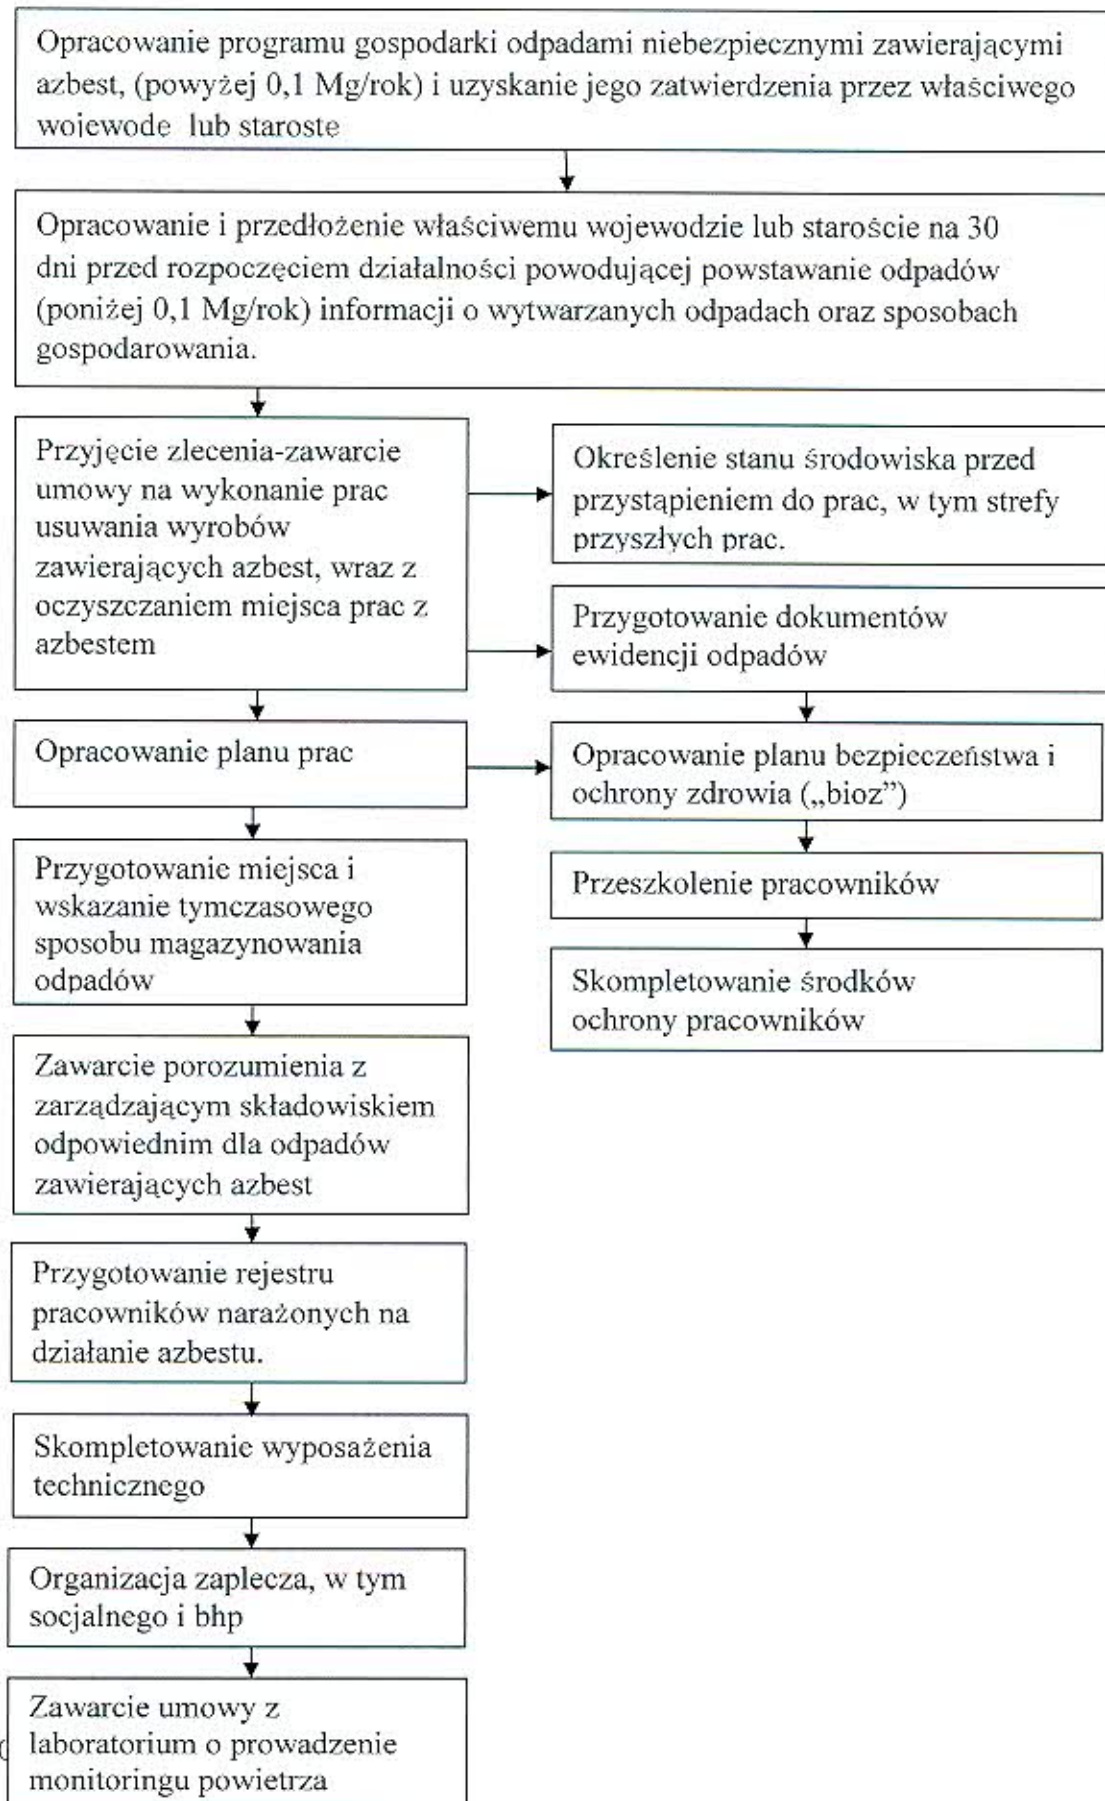 Opracowanie programu gospodarki odpadami niebezpiecznymi zawierającymi
azbest, (powyżej 0,1 Mg/rok) i uzyskanie jego zatwierdzenia przez właściwego
wojewodę lub starostę
Opracowanie i przedłożenie właściwemu wojewodzie lub staroście na 30
dni przed rozpoczęciem działalności powodującej powstawanie odpadów
(poniżej 0,1 Mg/rok) informacji o wytwarzanych odpadach oraz sposobach
gospodarowania.
Przyjęcie zlecenia-zawarcie
umowy na wykonanie prac
usuwania wyrobów
zawierających azbest, wraz z
oczyszczaniem miejsca prac z
azbestem
Określenie stanu środowiska przed
przystąpieniem do prac, w tym strefy
przyszłych prac.
Przygotowanie dokumentów
ewidencji odpadów
Opracowanie planu prac
Opracowanie planu bezpieczeństwa i
ochrony zdrowia („bioz”)
Przygotowanie miejsca i
wskazanie tymczasowego
sposobu magazynowania
odpadów
Przeszkolenie pracowników
Skompletowanie środków
ochrony pracowników
Zawarcie porozumienia z
zarządzającym składowiskiem
odpowiednim dla odpadów
zawierających azbest
Przygotowanie rejestru
pracowników narażonych na
działanie azbestu.
Skompletowanie wyposażenia
technicznego
Organizacja zaplecza, w tym
socjalnego i bhp
Zawarcie umowy z
laboratorium o prowadzenie
monitoringu powietrza